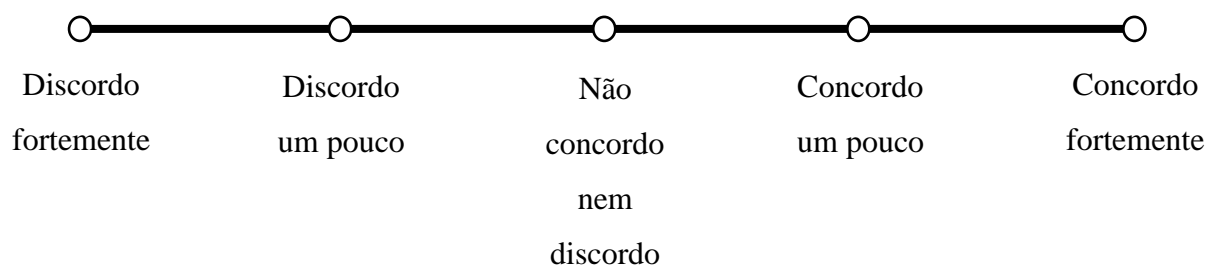 Discordo
fortemente
Discordo
um pouco
Não
concordo
nem
discordo
Concordo
um pouco
Concordo
fortemente